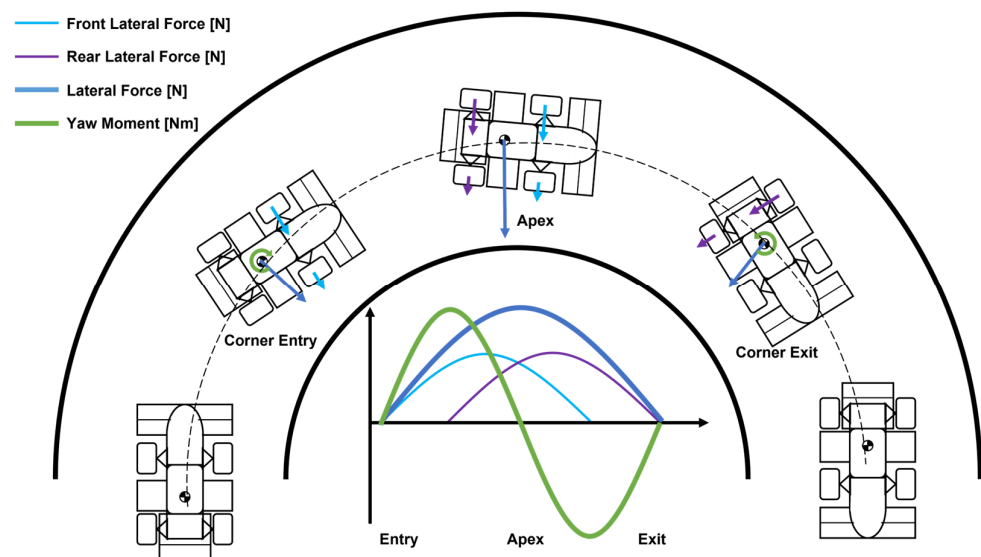 Front Lateral Force [N]
Rear Lateral Force [N]
Lateral Force [N]
Yaw Moment [Nm]
Apex
Corner Entry
Corner Exit
Entry
Apex
Exit